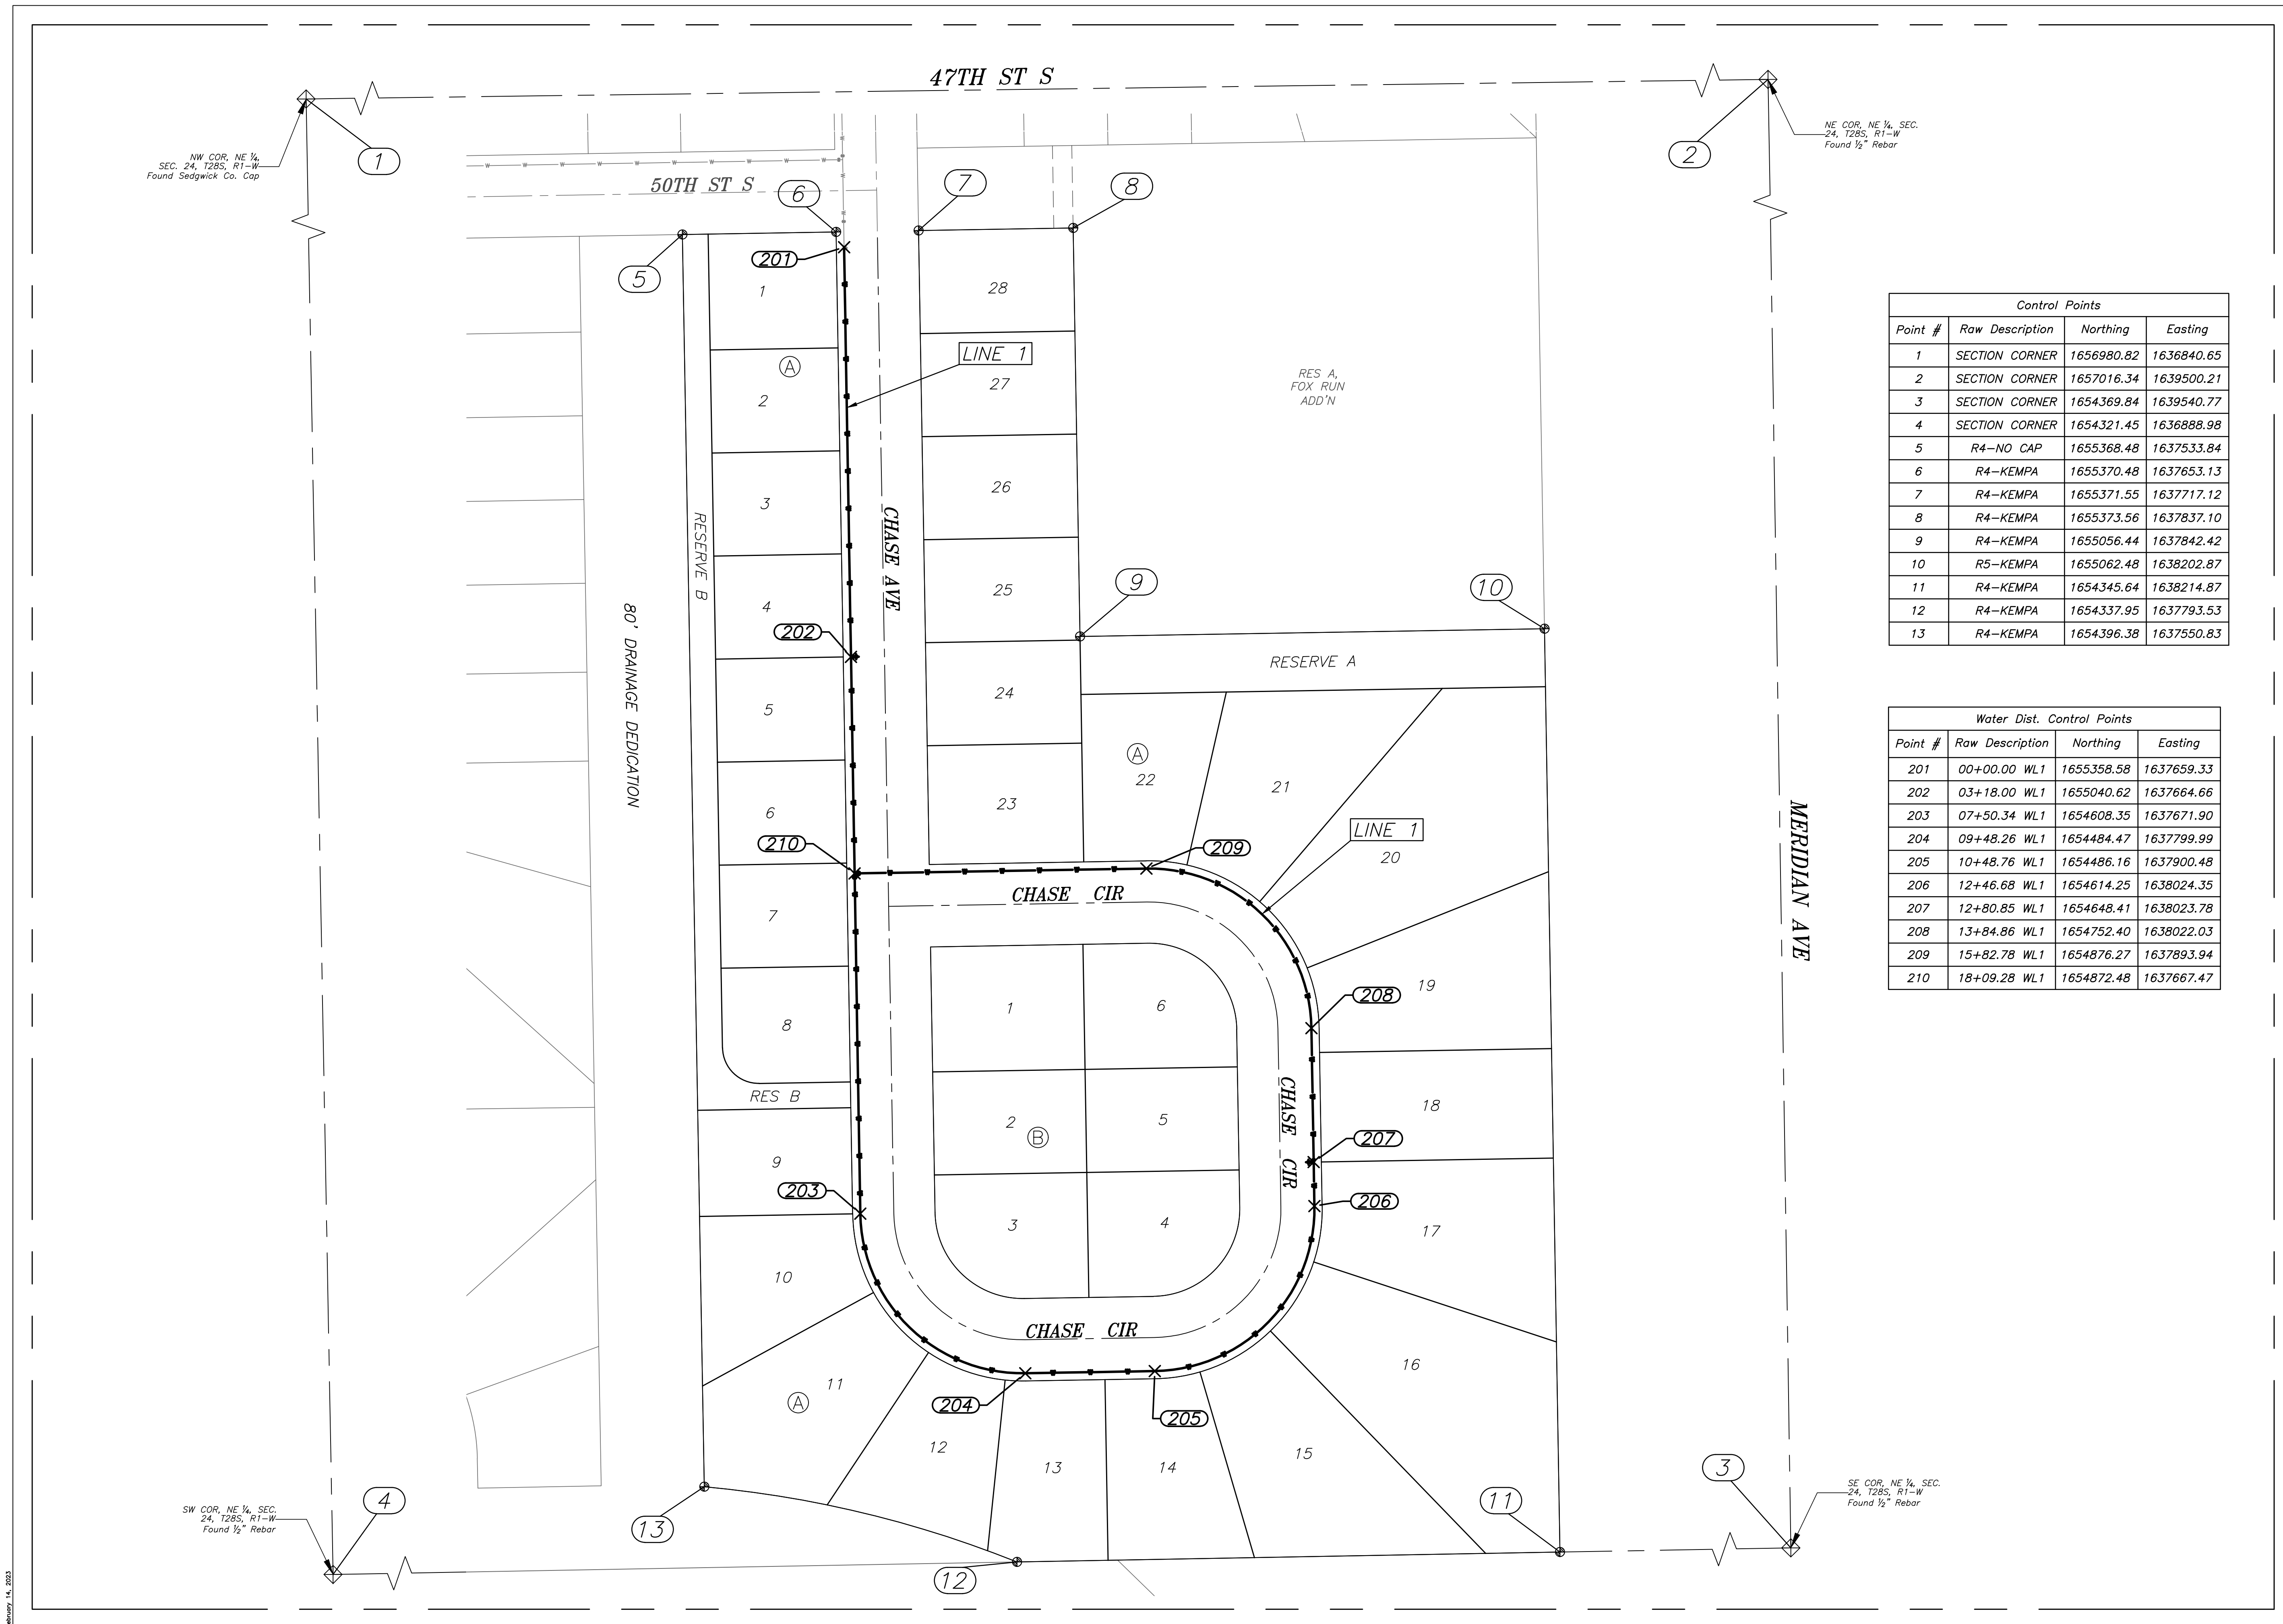 47TH ST S
NW COR, NE ¼,
SEC. 24, T28S, R1-W
Found Sedgwick Co. Cap
1
NE COR, NE ¼, SEC.
24, T28S, R1-W
Found ½" Rebar
2
50TH ST S
5
6
7
8
201
1
A
2
3
4
202
5
6
210
7
8
RES B
9
203
10
11
A
RESERVE B
80' DRAINAGE DEDICATION
CHASE AVE
LINE 1
28
27
26
25
24
23
RES A,
FOX RUN
ADD'N
9
10
RESERVE A
A
22
21
LINE 1
20
209
CHASE CIR
19
208
18
207
206
17
CHASE CIR
1
6
2
5
B
3
4
CHASE CIR
204
205
12
13
14
15
16
MERIDIAN AVE
SW COR, NE ¼, SEC.
24, T28S, R1-W
Found ½" Rebar
4
13
12
11
3
SE COR, NE ¼, SEC.
24, T28S, R1-W
Found ½" Rebar
Control Points
Point # Raw Description Northing Easting
1 SECTION CORNER 1656980.82 1636840.65
2 SECTION CORNER 1657016.34 1639500.21
3 SECTION CORNER 1654369.84 1639540.77
4 SECTION CORNER 1654321.45 1636888.98
5 R4-NO CAP 1655368.48 1637533.84
6 R4-KEMPA 1655370.48 1637653.13
7 R4-KEMPA 1655371.55 1637717.12
8 R4-KEMPA 1655373.56 1637837.10
9 R4-KEMPA 1655056.44 1637842.42
10 R5-KEMPA 1655062.48 1638202.87
11 R4-KEMPA 1654345.64 1638214.87
12 R4-KEMPA 1654337.95 1637793.53
13 R4-KEMPA 1654396.38 1637550.83
Water Dist. Control Points
Point # Raw Description Northing Easting
201 00+00.00 WL1 1655358.58 1637659.33
202 03+18.00 WL1 1655040.62 1637664.66
203 07+50.34 WL1 1654608.35 1637671.90
204 09+48.26 WL1 1654484.47 1637799.99
205 10+48.76 WL1 1654486.16 1637900.48
206 12+46.68 WL1 1654614.25 1638024.35
207 12+80.85 WL1 1654648.41 1638023.78
208 13+84.86 WL1 1654752.40 1638022.03
209 15+82.78 WL1 1654876.27 1637893.94
210 18+09.28 WL1 1654872.48 1637667.47
ebruary 14, 2023